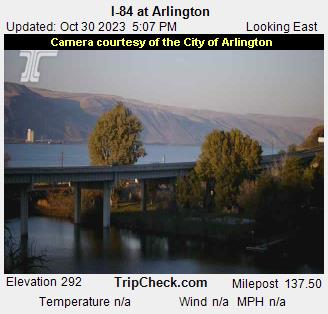 I-84 at Arlington
Updated: Oct 30 2023 5:07 PM Looking East
Camera courtesy of the City of Arlington
Elevation 292 TripCheck.com Milepost 137.50
Temperature n/a Wind n/a MPH n/a